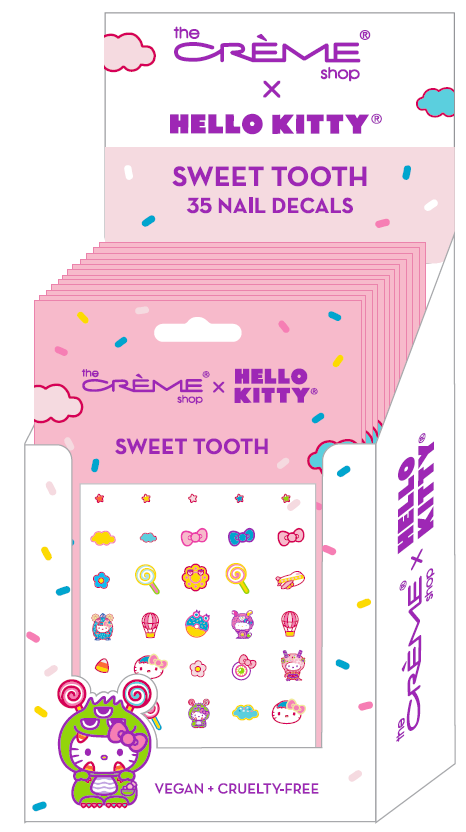 the
CRÈME®
shop
×
HELLO KITTY®
SWEET TOOTH
35 NAIL DECALS
the
CRÈME®
shop
×
HELLO
KITTY®
SWEET TOOTH
VEGAN + CRUELTY-FREE
the
CRÈME®
shop
×
HELLO
KITTY®